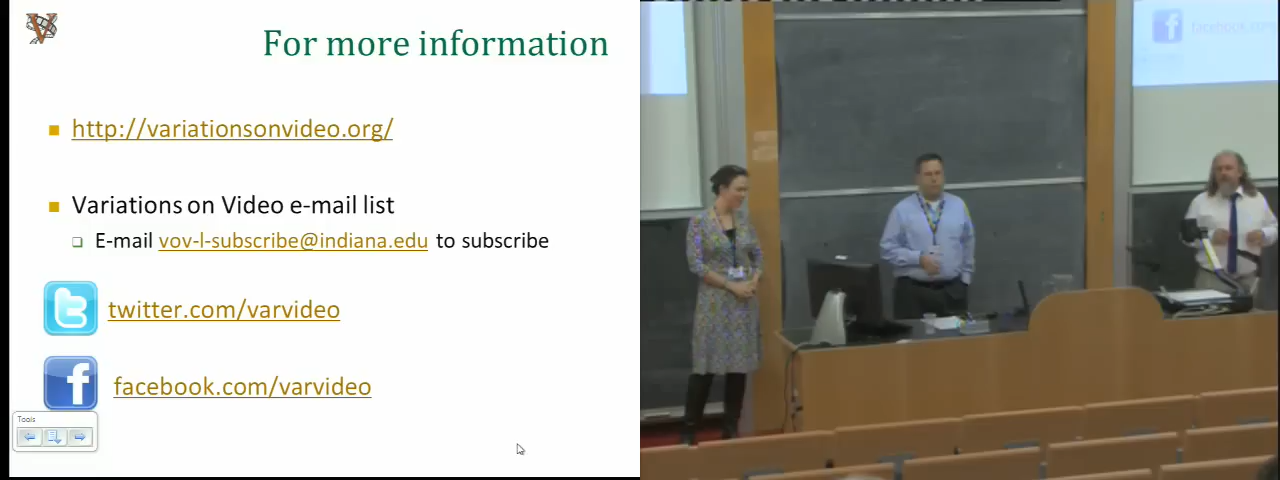 For more information
http://variationsonvideo.org/
Variations on Video e-mail list
E-mail vov-l-subscribe@indiana.edu to subscribe
twitter.com/varvideo
facebook.com/varvideo
Tools